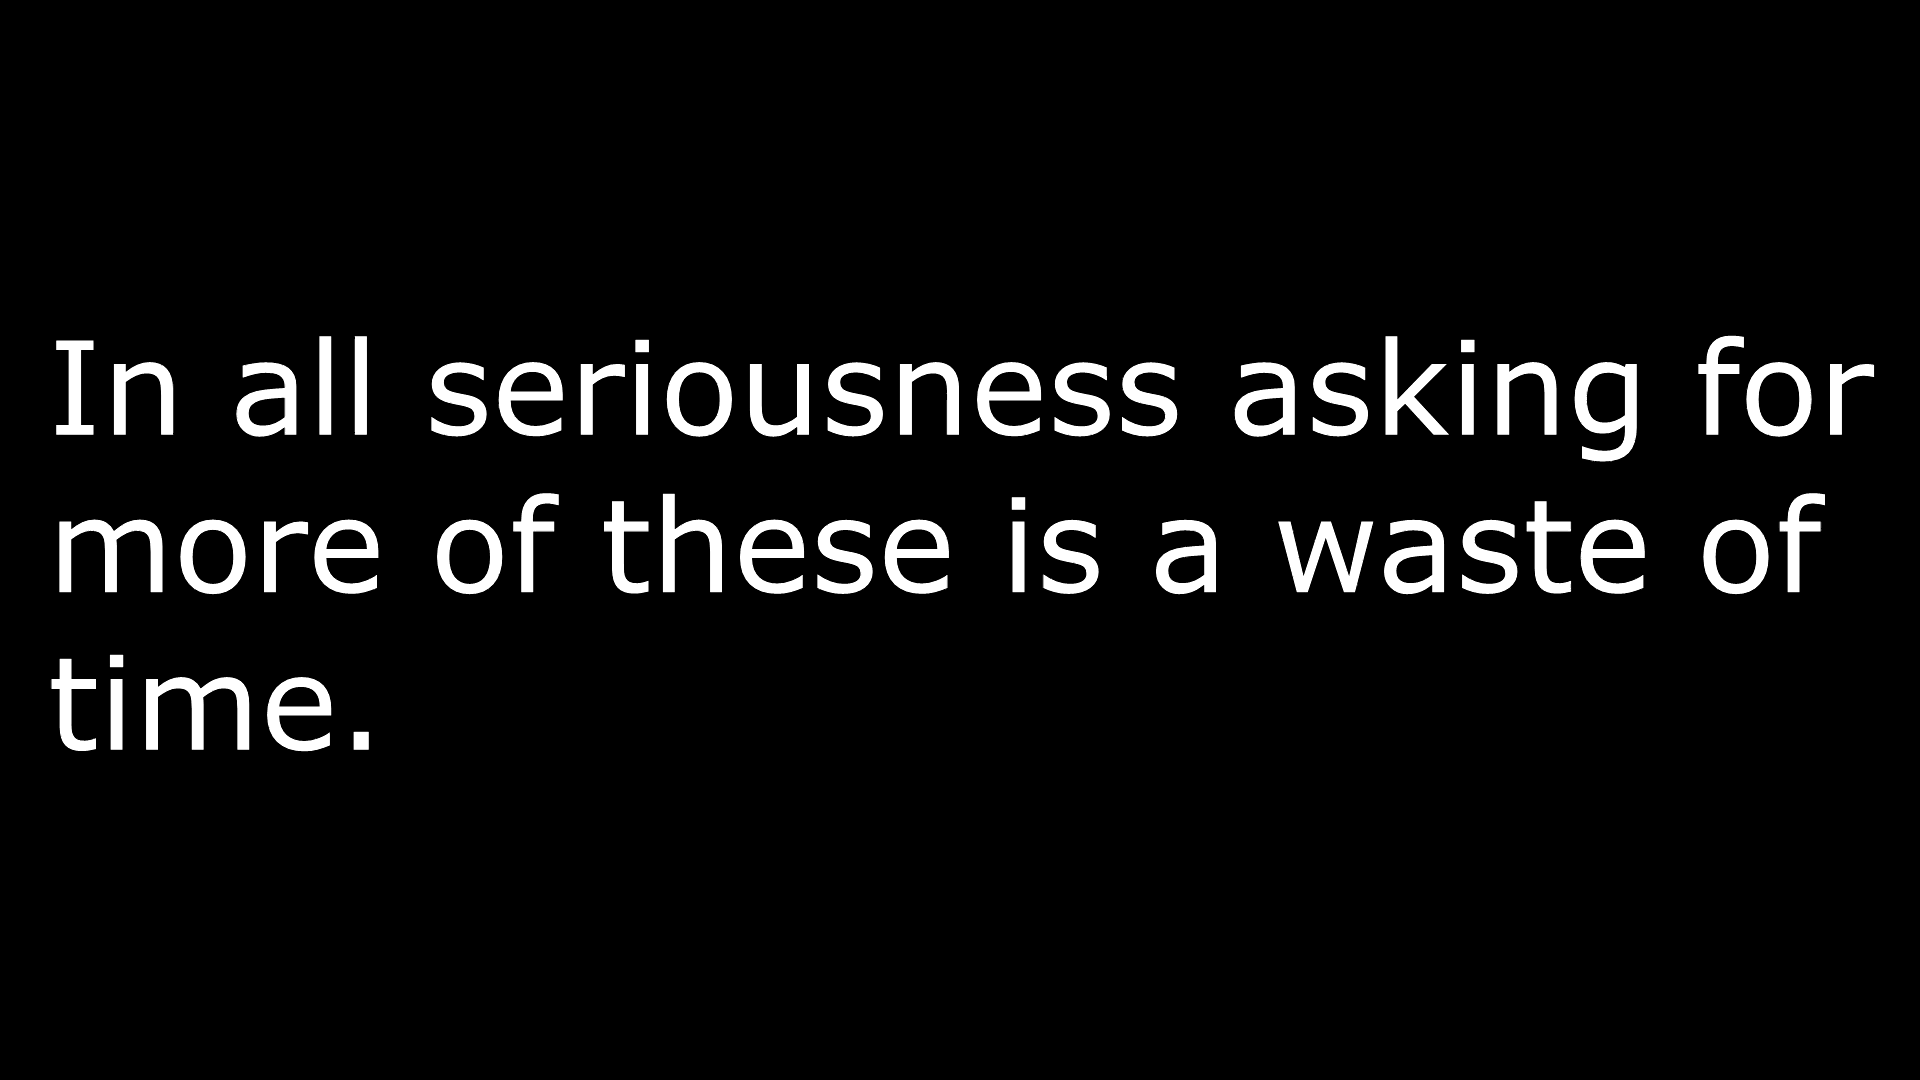 In all seriousness asking for
more of these is a waste of
time.